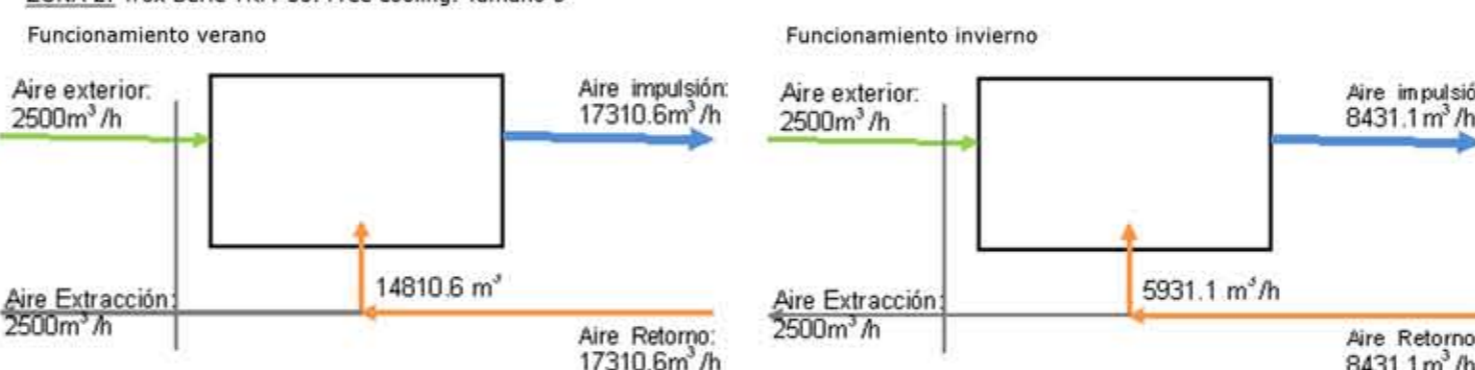 Funcionamiento verano
Funcionamiento invierno
Aire exterior:
2500m³/h
Aire impulsión:
17310.6m³/h
14810.6 m³
Aire Extracción:
2500m³/h
Aire Retorno:
17310.6m³/h
Aire exterior:
2500m³/h
Aire impulsió
8431.1m³/h
5931.1 m³/h
Aire Extracción:
2500m³/h
Aire Retorno
8431.1m³/h